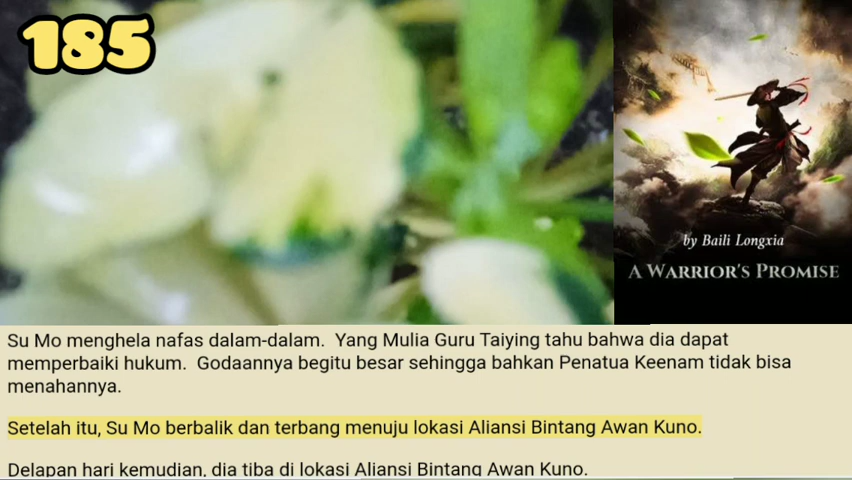 185
by Baili Longxia
A WARRIOR'S PROMISE
Su Mo menghela nafas dalam-dalam.  Yang Mulia Guru Taiying tahu bahwa dia dapat
memperbaiki hukum.  Godaannya begitu besar sehingga bahkan Penatua Keenam tidak bisa
menahannya.
Setelah itu, Su Mo berbalik dan terbang menuju lokasi Aliansi Bintang Awan Kuno.
Delapan hari kemudian, dia tiba di lokasi Aliansi Bintang Awan Kuno.